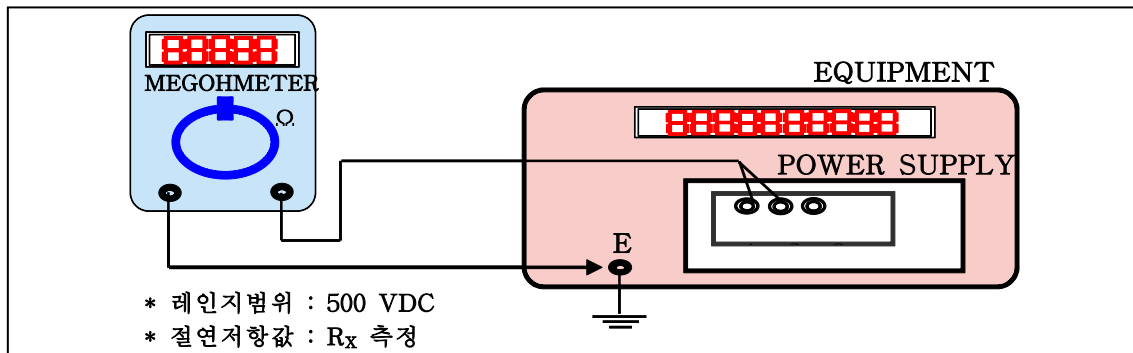 MEGOHMETER
Ω
EQUIPMENT
POWER SUPPLY
E
* 레인지범위 : 500 VDC
* 절연저항값 : RX 측정